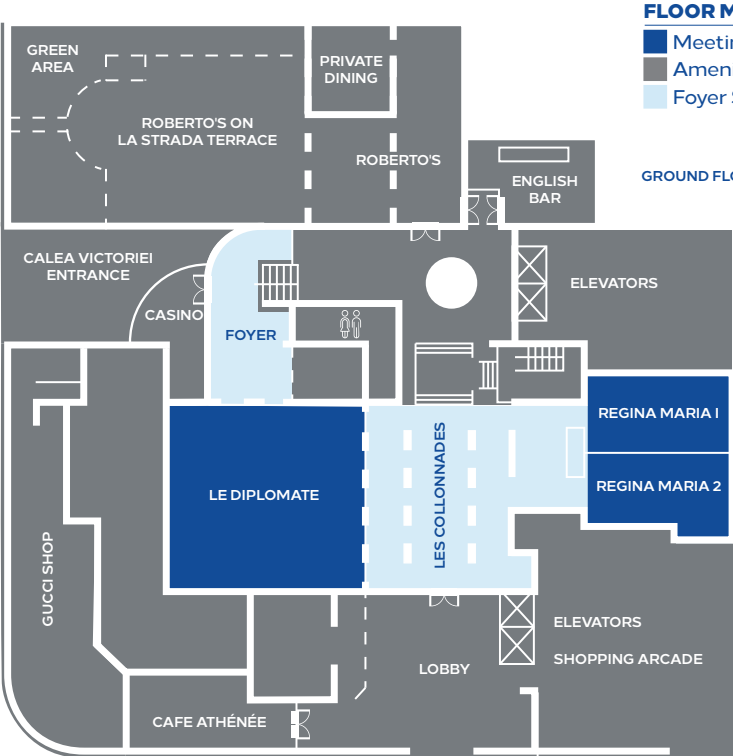 FLOOR M
Meetin
Amen
Foyer
GROUND FLO
GREEN
AREA
PRIVATE
DINING
ROBERTO'S ON
LA STRADA TERRACE
ROBERTO'S
ENGLISH
BAR
CALEA VICTORIEI
ENTRANCE
ELEVATORS
CASINO
FOYER
REGINA MARIA I
LE DIPLOMATE
LES COLLONNADES
REGINA MARIA 2
GUCCI SHOP
ELEVATORS
SHOPPING ARCADE
LOBBY
CAFE ATHÉNÉE